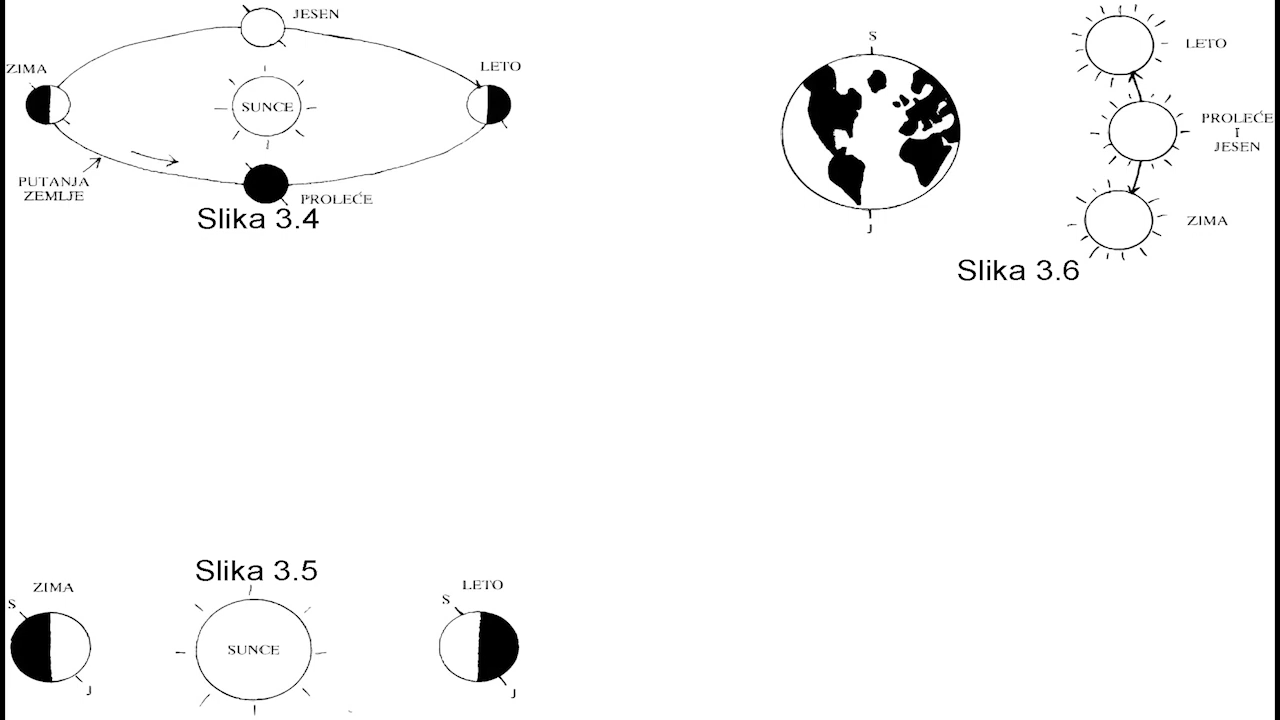 JESEN
ZIMA
LETO
SUNCE
PUTANJA
ZEMLJE
PROLEĆE
Slika 3.4
S
J
LETO
PROLEĆE
I
JESEN
ZIMA
Slika 3.6
Slika 3.5
ZIMA
S
J
SUNCE
LETO
S
J